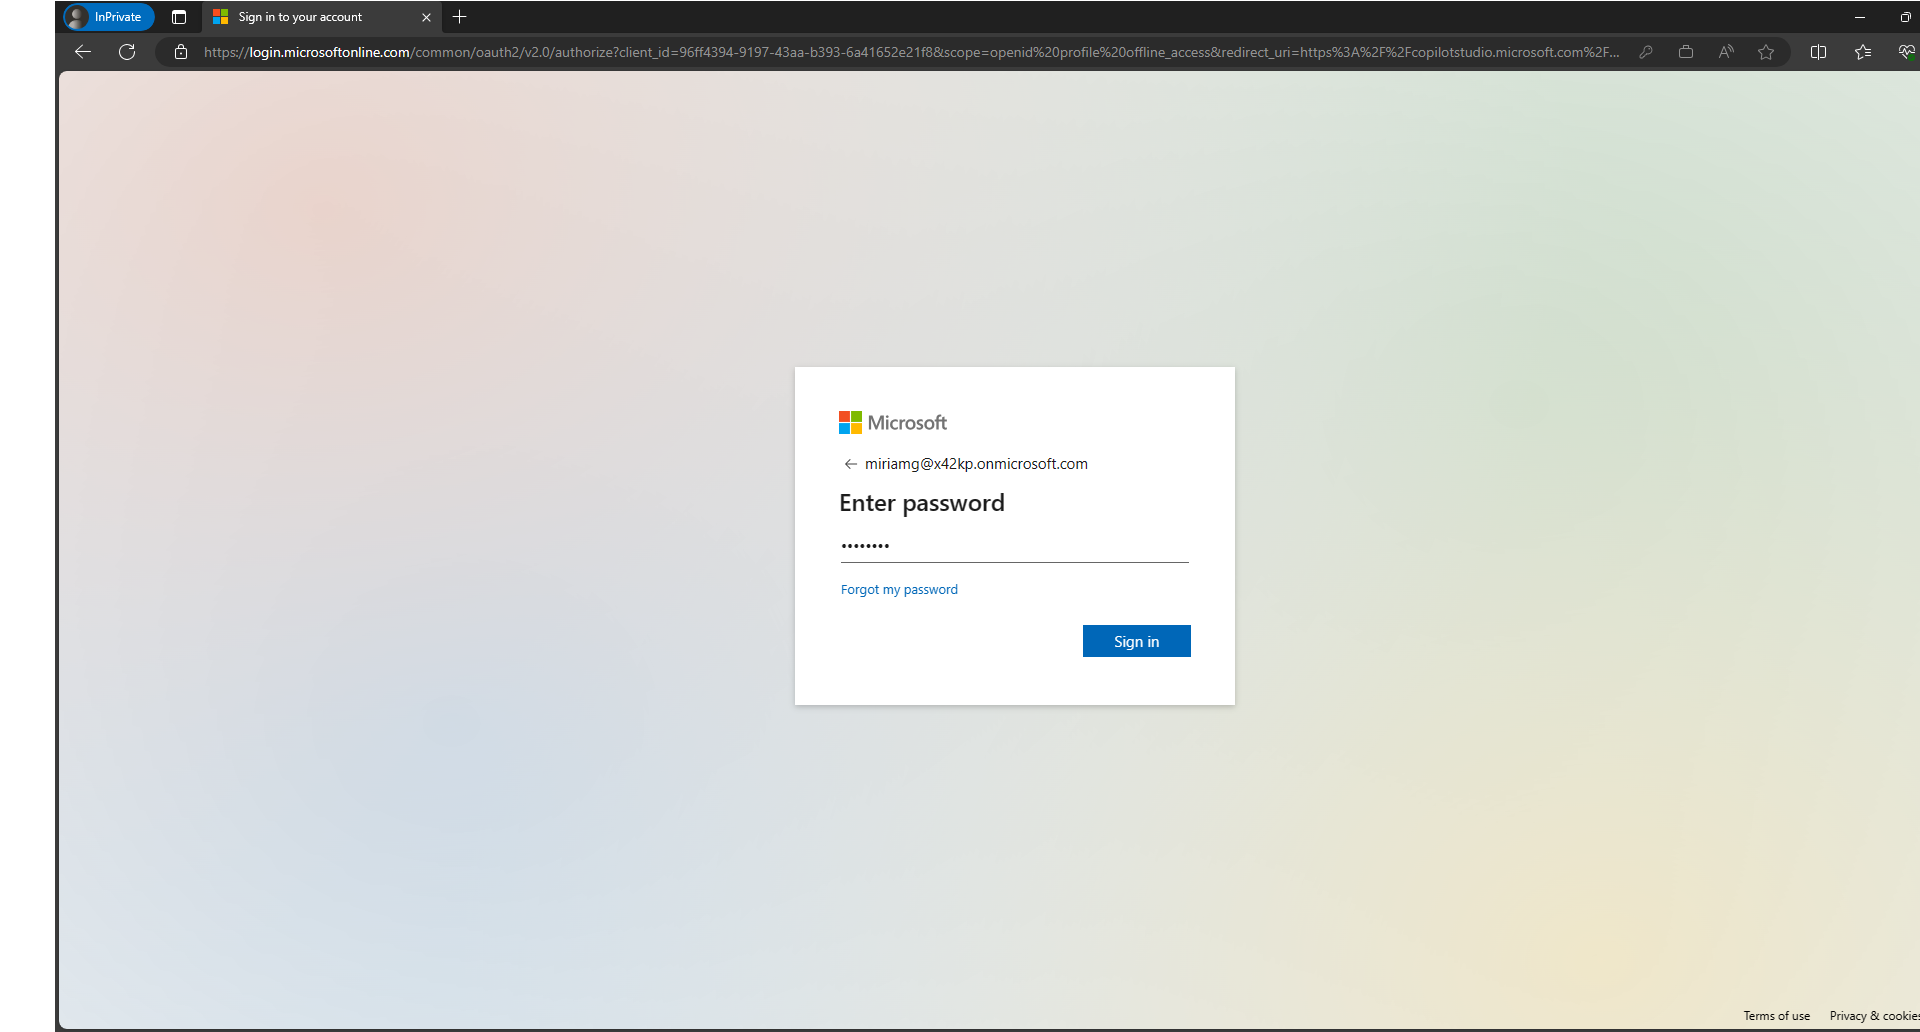 InPrivate
Sign in to your account
https://login.microsoftonline.com/common/oauth2/v2.0/authorize?client_id=96ff4394-9197-43aa-b393-6a41652e21f8&scope=openid%20profile%20offline_access&redirect_uri=https%3A%2F%2Fcopilotstudio.microsoft.com%2F...
Microsoft
miriamg@x42kp.onmicrosoft.com
Enter password
••••••••
Forgot my password
Sign in
Terms of use Privacy & cookies